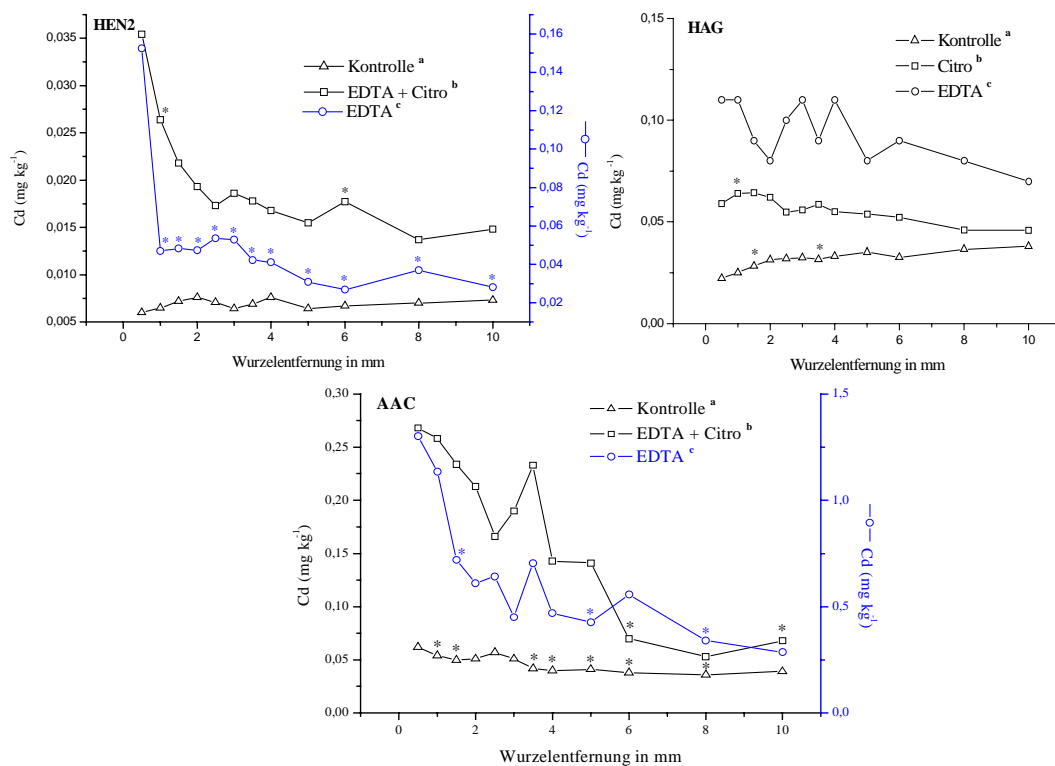 HEN2
Kontrolle a
EDTA + Citro b
EDTA c
Cd (mg kg-1)
0,035
0,030
0,025
0,020
0,015
0,010
0,005
0,16
0,14
0,12
0,10
0,08
0,06
0,04
0,02
Cd (mg kg-1)
* * * * * * * * * * * *
0 2 4 6 8 10
Wurzelentfernung in mm
HAG
Kontrolle a
Citro b
EDTA c
Cd (mg kg-1)
0,15
0,10
0,05
0,00
* * *
0 2 4 6 8 10
Wurzelentfernung in mm
AAC
Kontrolle a
EDTA + Citro b
EDTA c
Cd (mg kg-1)
0,30
0,25
0,20
0,15
0,10
0,05
0,00
1,5
1,0
0,5
0,0
Cd (mg kg-1)
* * * * * * * * * * * *
0 2 4 6 8 10
Wurzelentfernung in mm